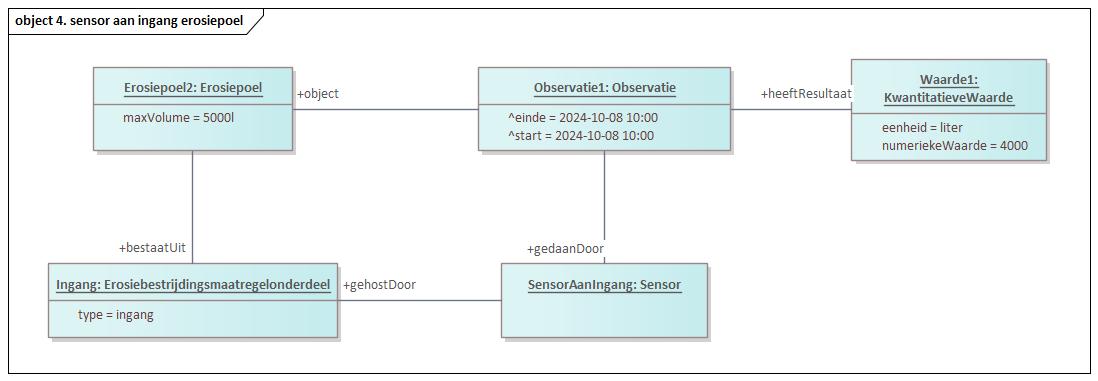 object 4. sensor aan ingang erosiepoel
Erosiepoel2: Erosiepoel
maxVolume = 5000l
+object
Observatie1: Observatie
^einde = 2024-10-08 10:00
^start = 2024-10-08 10:00
+heeftResultaat
Waarde1:
KwantitatieveWaarde
eenheid = liter
numeriekeWaarde = 4000
+bestaatUit
+gedaanDoor
Ingang: Erosiebestrijdingsmaatregelonderdeel
type = ingang
+gehostDoor
SensorAanIngang: Sensor